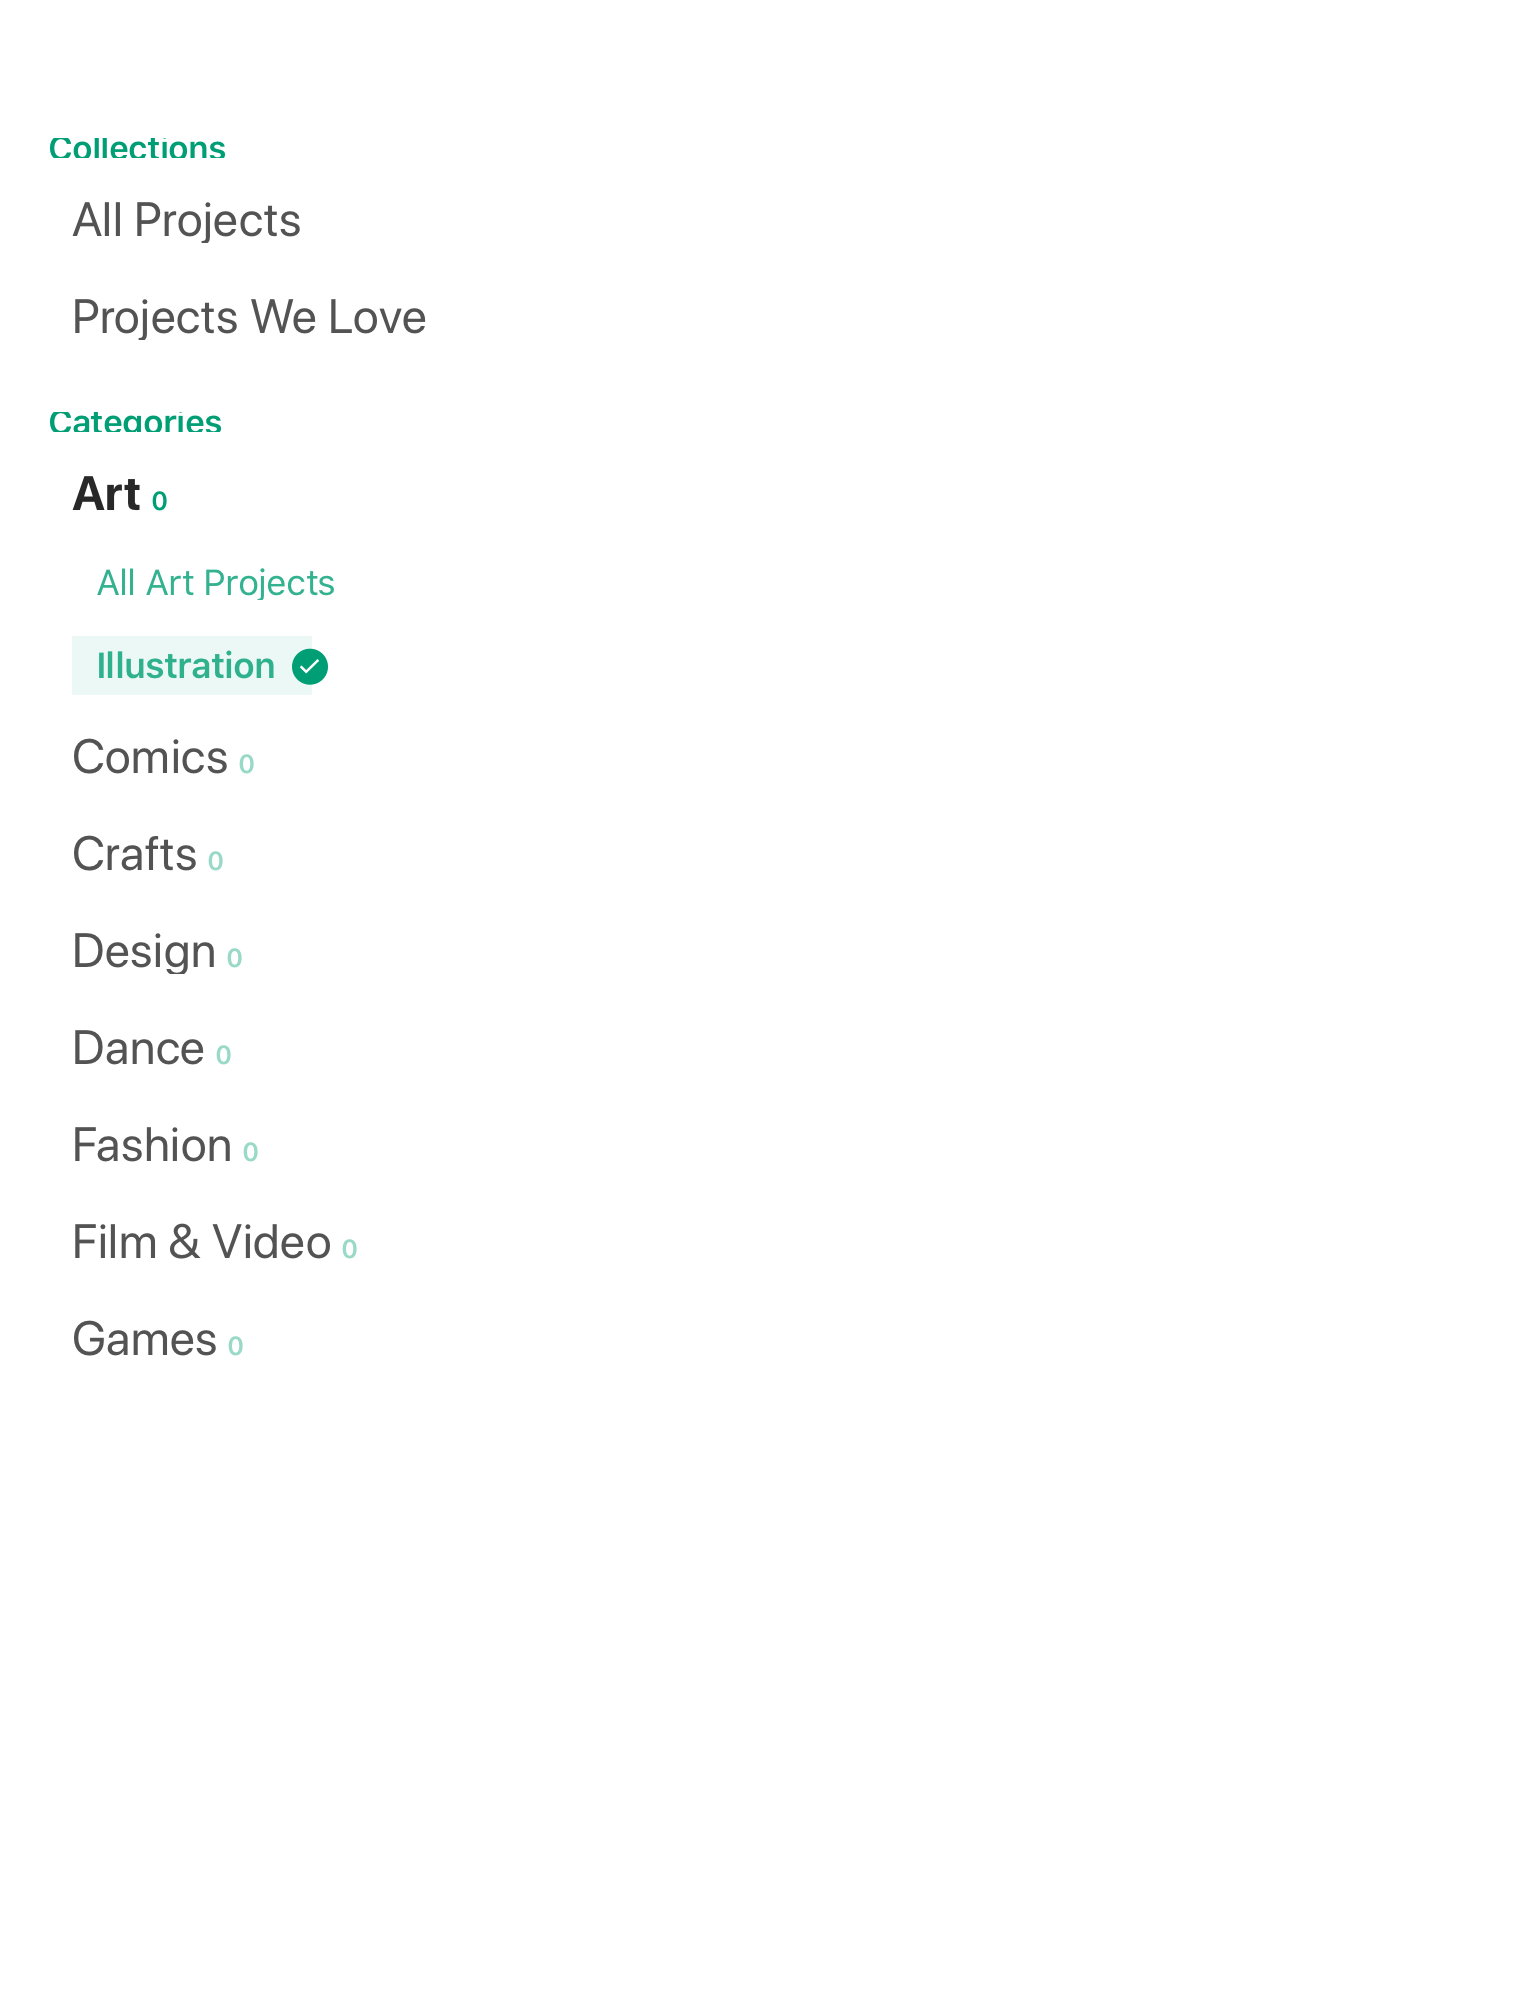 Collections
All Projects
Projects We Love
Categories
Art 0
All Art Projects
Illustration
Comics 0
Crafts 0
Design 0
Dance 0
Fashion 0
Film & Video 0
Games 0